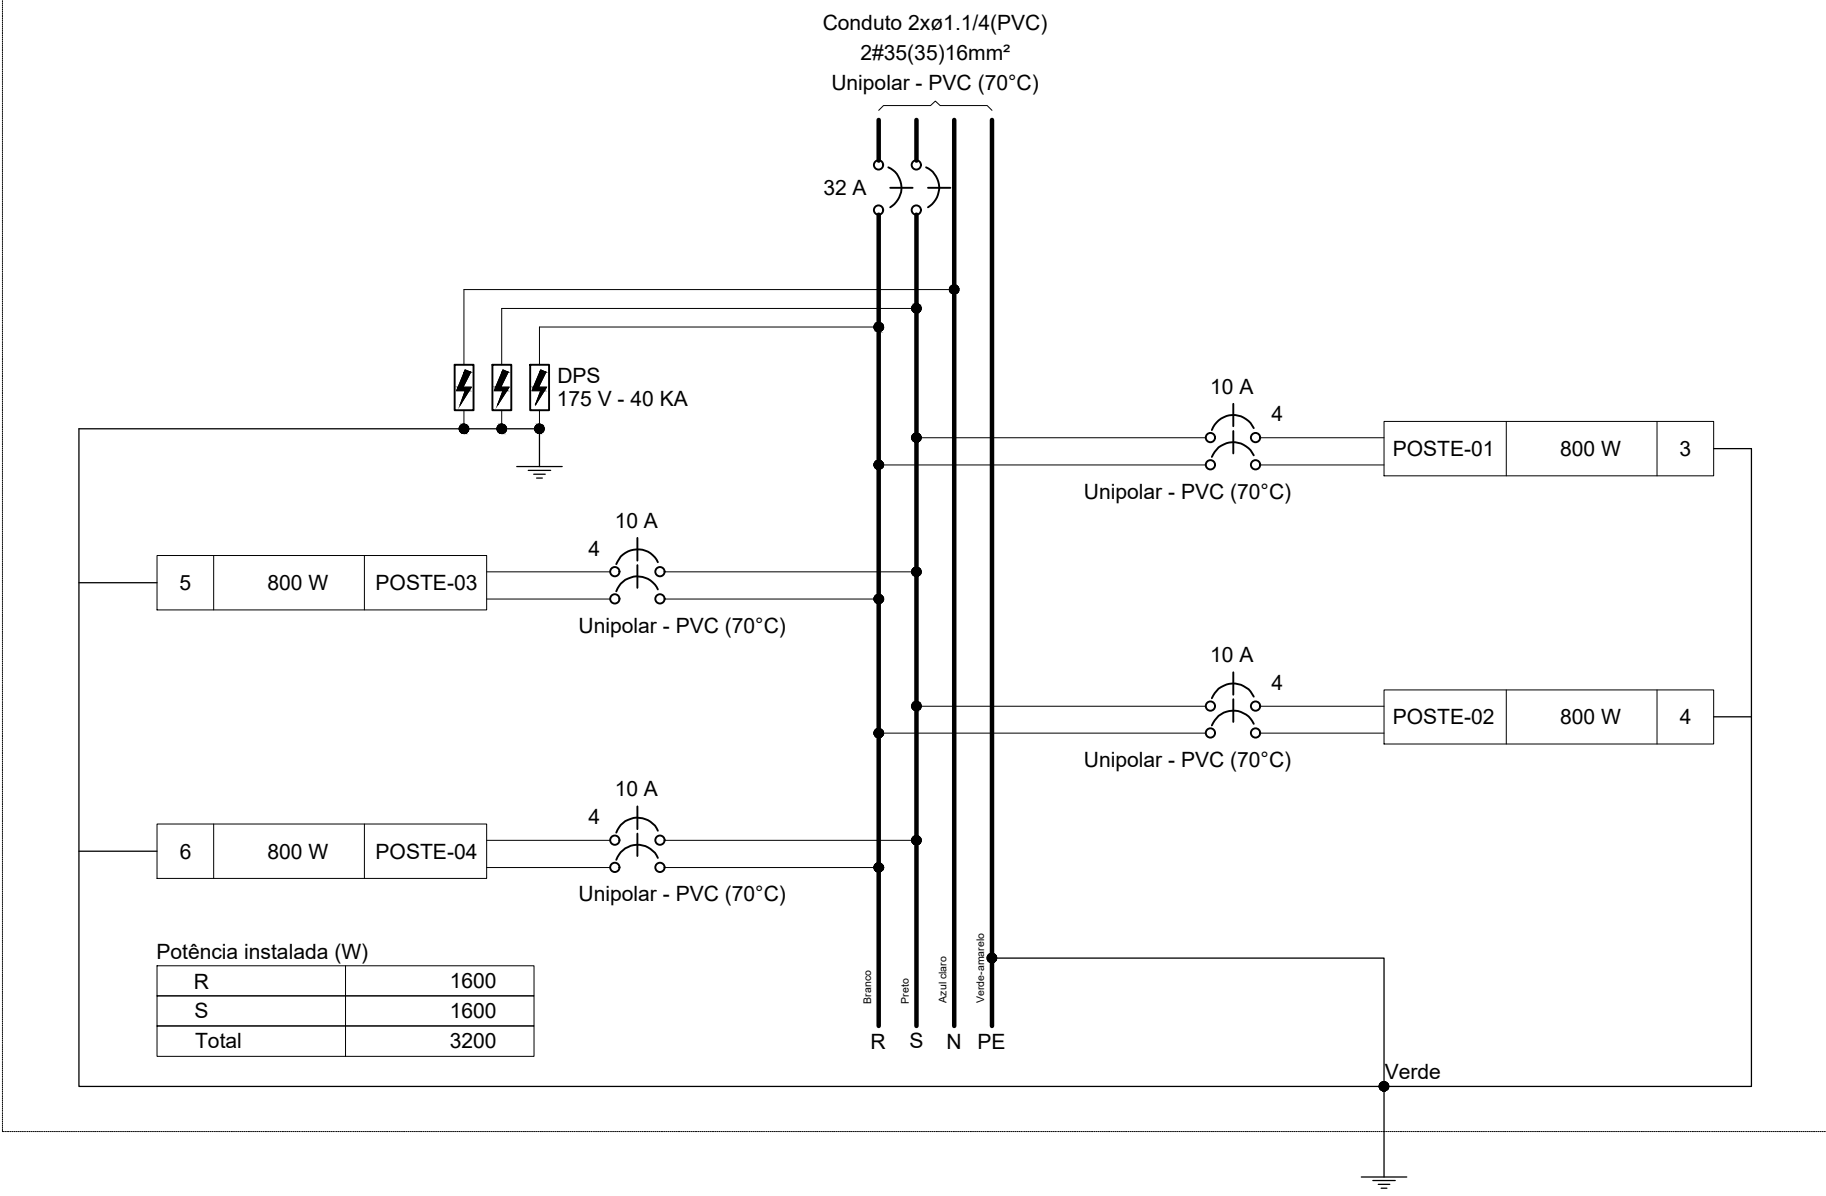 Conduto 2xø1.1/4(PVC)
2#35(35)16mm²
Unipolar - PVC (70°C)
32 A
DPS
175 V - 40 KA
10 A
4
POSTE-01 800 W 3
Unipolar - PVC (70°C)
10 A
4
5 800 W POSTE-03
Unipolar - PVC (70°C)
10 A
4
POSTE-02 800 W 4
Unipolar - PVC (70°C)
10 A
4
6 800 W POSTE-04
Unipolar - PVC (70°C)
Potência instalada (W)
R 1600
S 1600
Total 3200
Branco
Preto
Azul claro
Verde-amarelo
R S N PE
Verde